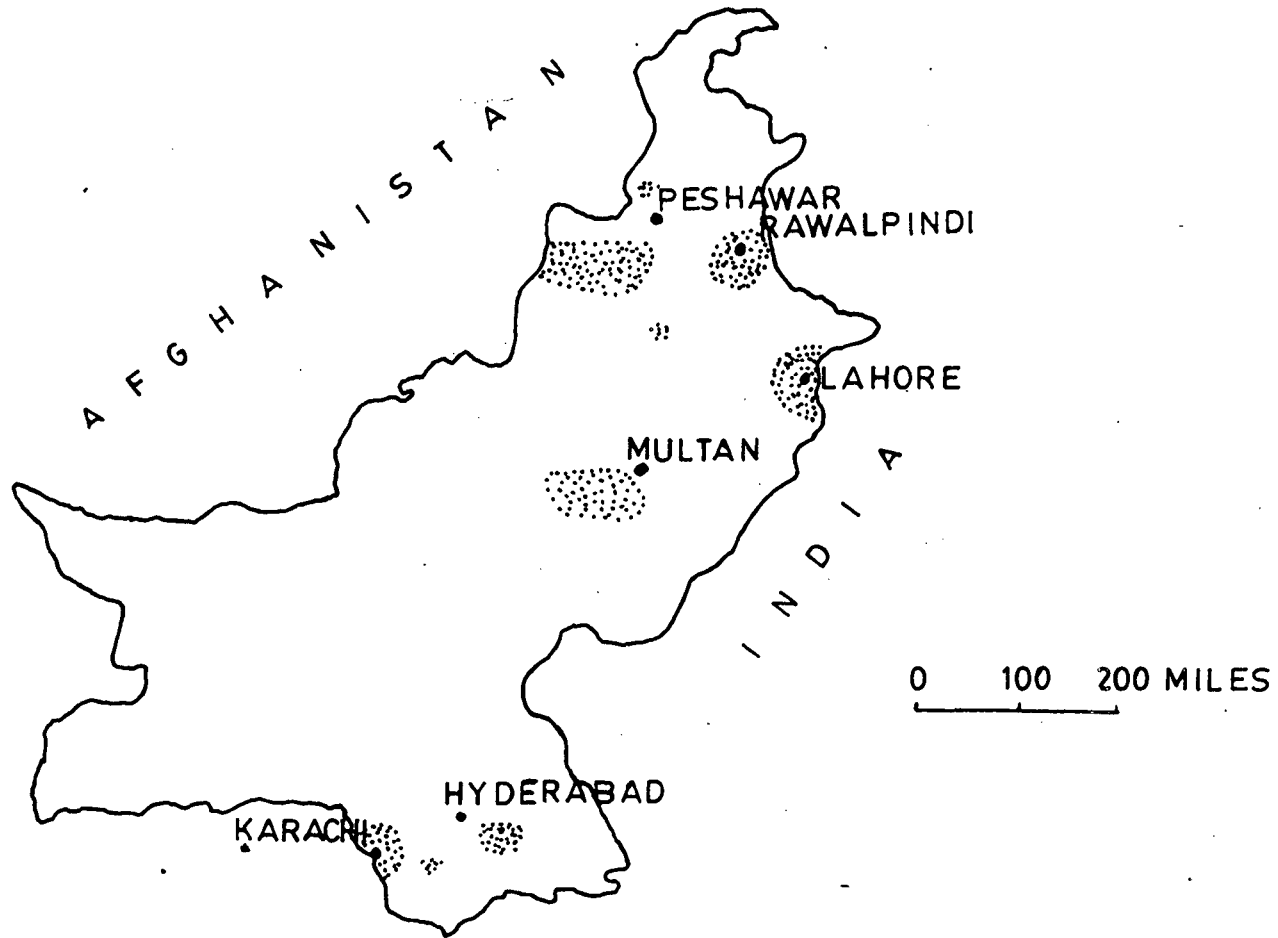 AFGHANISTAN
PESHAWAR
RAWALPINDI
LAHORE
MULTAN
INDIA
0 100 200 MILES
HYDERABAD
KARACHI